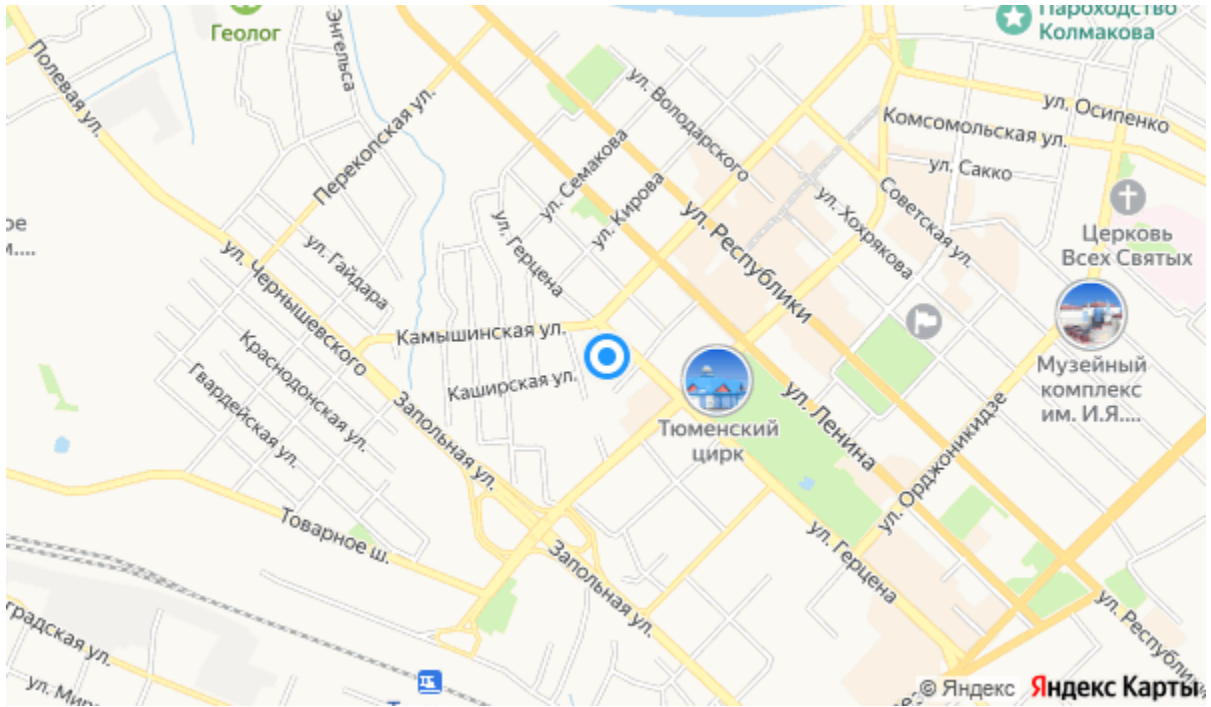 Геолог
Энгельса
Пароходство
Колмакова
Полевая ул.
ул. Осипенко
Комсомольская ул.
ул. Володарского
Перекопская ул.
ул. Семакова
ул. Сакко
ул. Кирова
Советская ул.
ул. Хохрякова
Церковь
Всех Святых
ое
ул. Герцена
ул. Республики
ул. Гайдара
ул. Чернышевского
Камышинская ул.
Каширская ул.
Краснодонская ул.
Гвардейская ул.
Запольная ул.
Тюменский
цирк
ул. Ленина
Музейный
комплекс
им. И.Я....
ул. Орджоникидзе
Товарное ш.
Запольная ул.
ул. Герцена
ул. Республики
градская ул.
© Яндекс Яндекс Карты